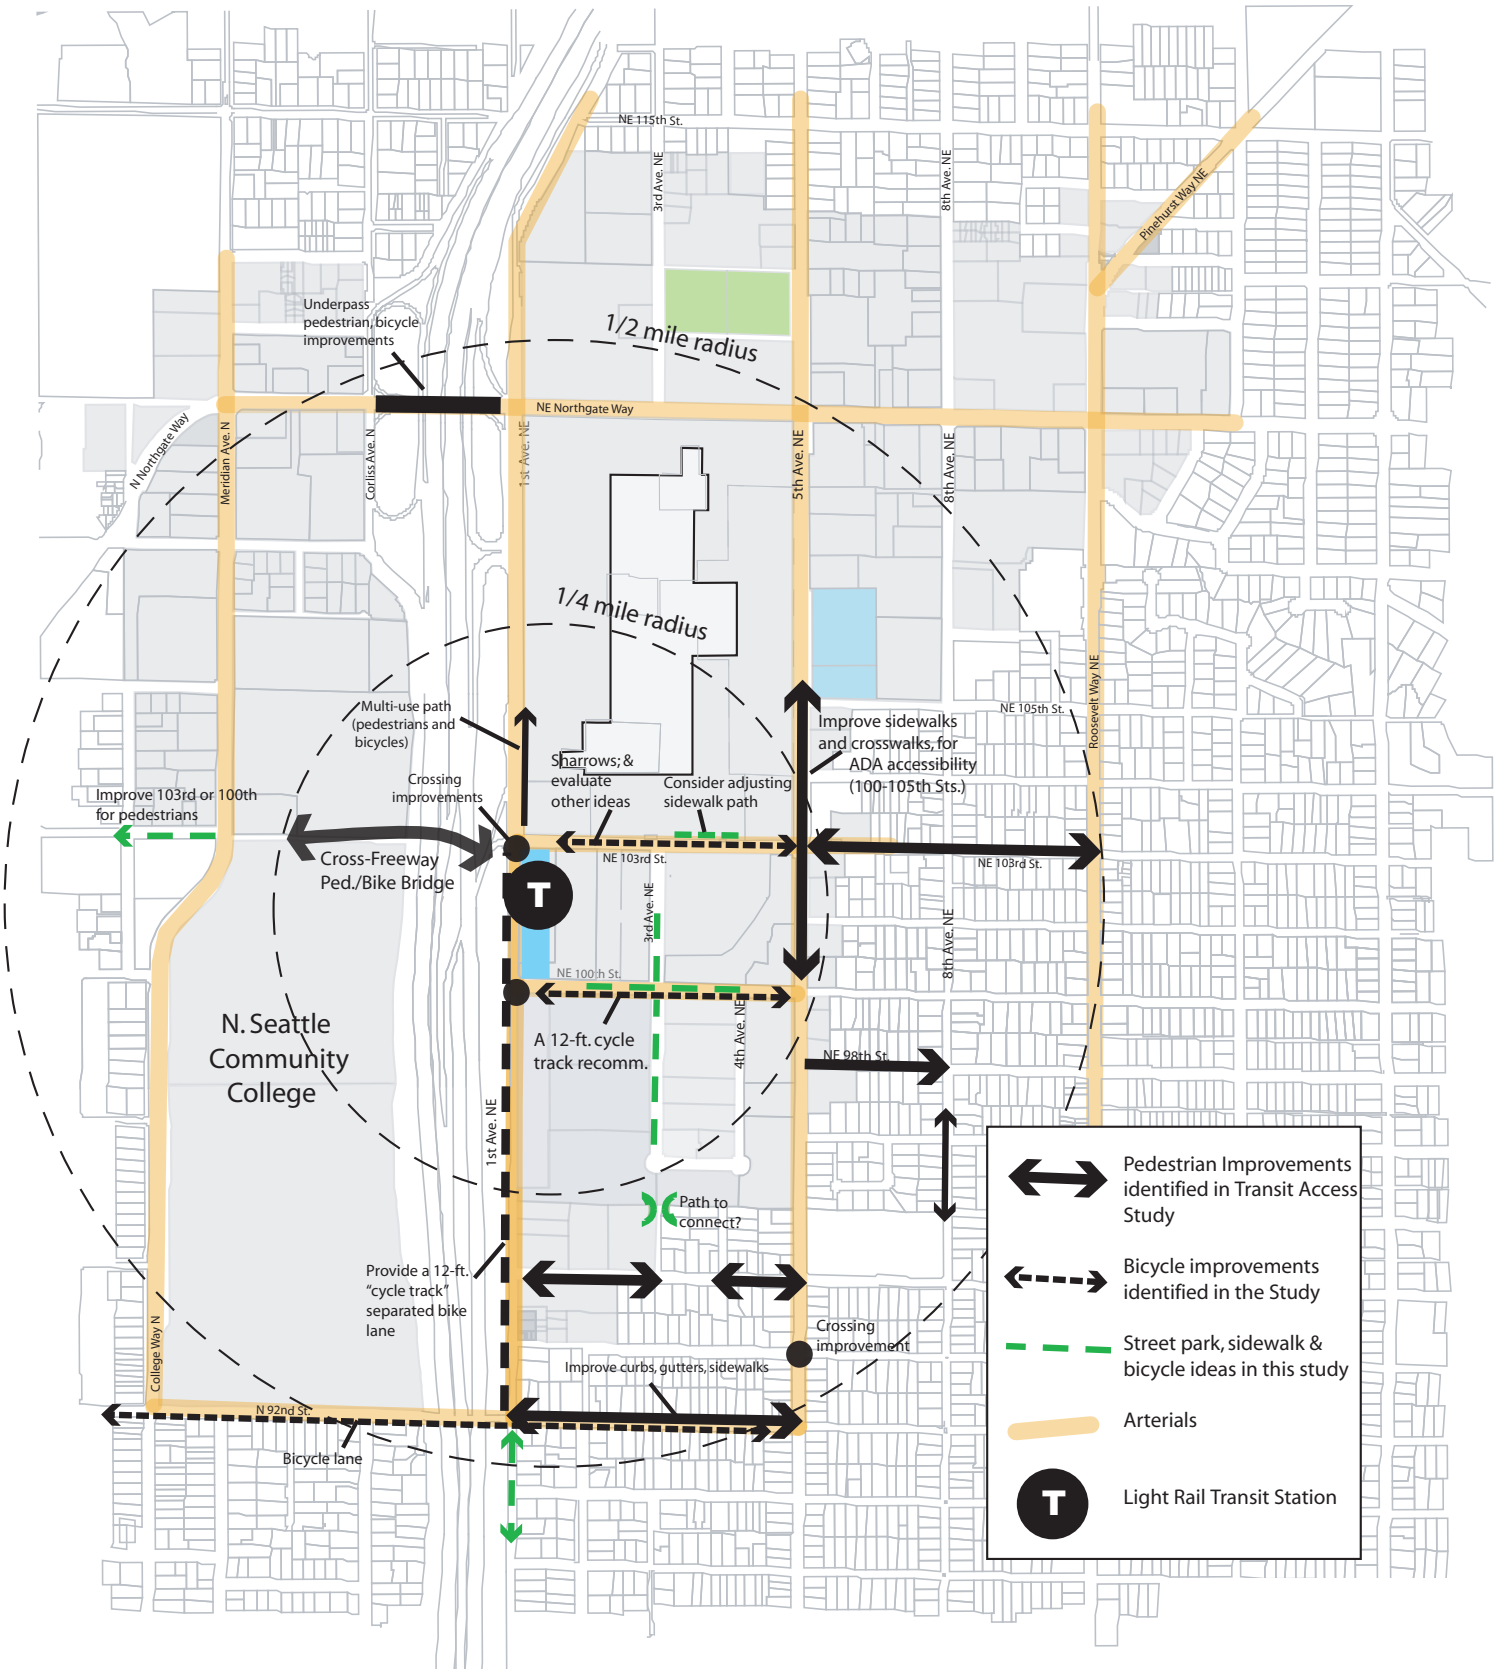 NE 115th St.
3rd Ave. NE
8th Ave. NE
Pinehurst Way NE
Underpass
pedestrian, bicycle
improvements
1/2 mile radius
NE Northgate Way
N Northgate Way
Meridian Ave. N
Corliss Ave. N
1st Ave. NE
5th Ave. NE
8th Ave. NE
1/4 mile radius
Roosevelt Way NE
NE 105th St.
Multi-use path
(pedestrians and
bicycles)
Improve sidewalks
and crosswalks, for
ADA accessibility
(100-105th Sts.)
Sharrows; &
evaluate
other ideas
Consider adjusting
sidewalk path
Crossing
improvements
Improve 103rd or 100th
for pedestrians
Cross-Freeway
Ped./Bike Bridge
NE 103rd St.
NE 103rd St.
T
3rd Ave. NE
8th Ave. NE
NE 100th St.
N. Seattle
Community
College
A 12-ft. cycle
track recomm.
4th Ave. NE
NE 98th St.
1st Ave. NE
Path to
connect?
Provide a 12-ft.
“cycle track”
separated bike
lane
Crossing
improvement
Improve curbs, gutters, sidewalks
College Way N
N 92nd St.
Bicycle lane
Pedestrian Improvements
identified in Transit Access
Study
Bicycle improvements
identified in the Study
Street park, sidewalk &
bicycle ideas in this study
Arterials
T
Light Rail Transit Station